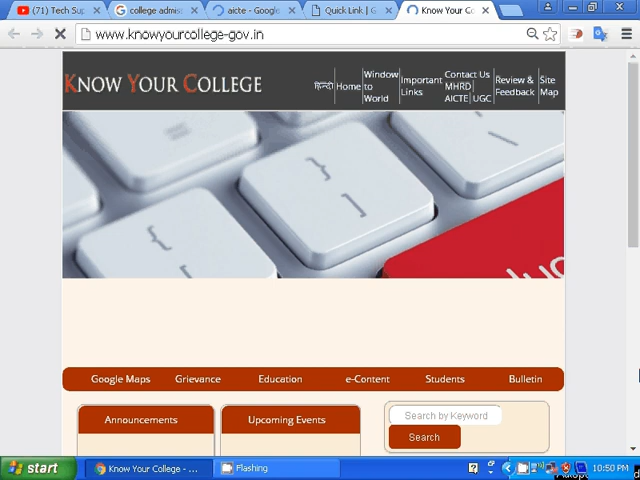 (71) Tech Sup
college admis
aicte - Google
Quick Link | G
Know Your Co
www.knowyourcollege-gov.in
KNOW YOUR COLLEGE
हिन्दी
Home
Window to World
Important Links
Contact Us
MHRD
AICTE
UGC
Review & Feedback
Site Map
Google Maps
Grievance
Education
e-Content
Students
Bulletin
Announcements
Upcoming Events
Search by Keyword
Search
start
Know Your College - ...
Flashing
10:50 PM